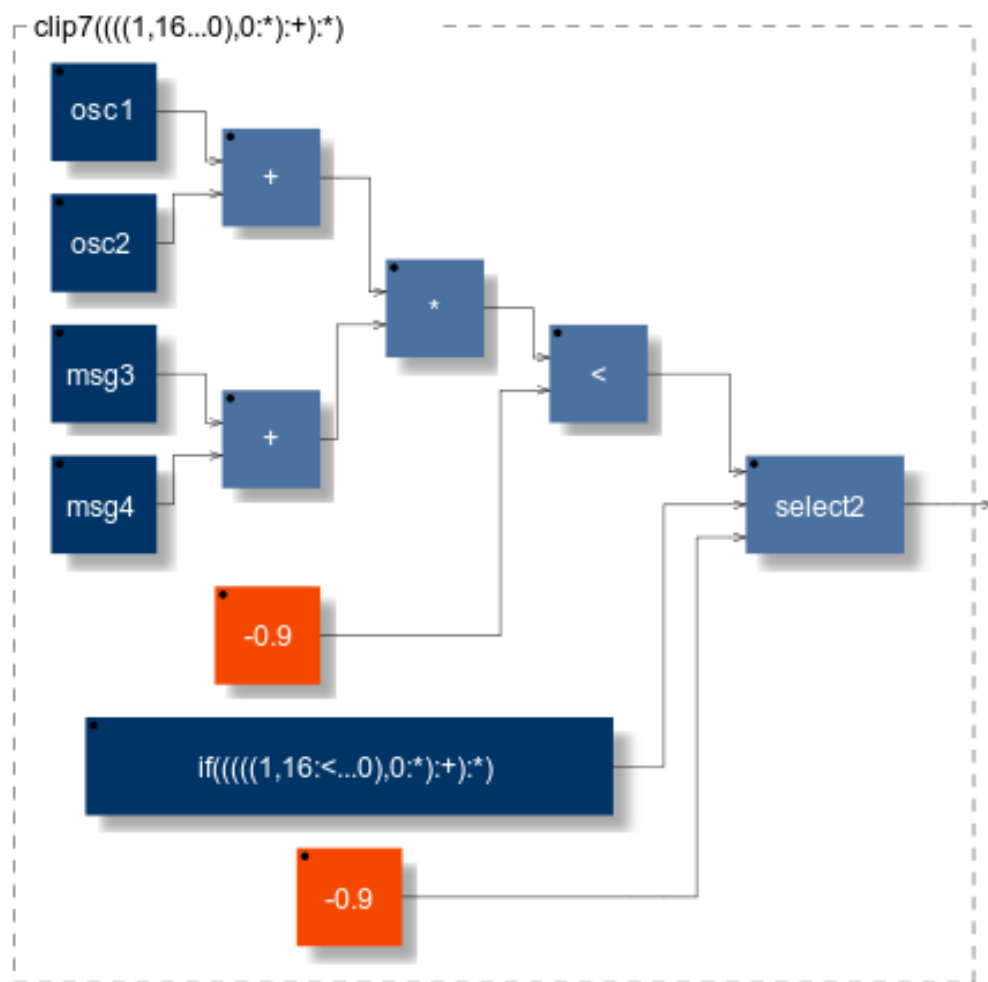 clip7((((1,16...0),0:*):+):*)
osc1
+
osc2
*
msg3
<
+
msg4
select2
-0.9
if(((((1,16:<...0),0:*):+):*)
-0.9